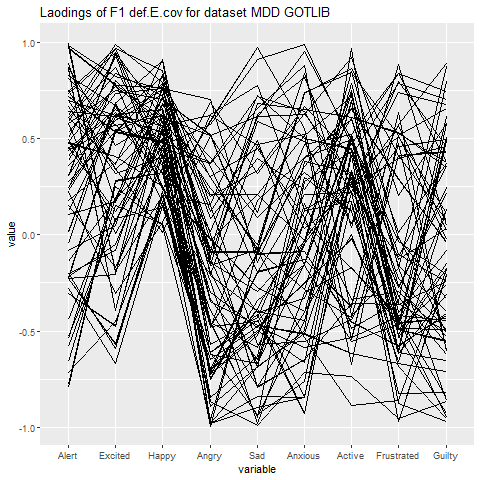 Laodings of F1 def.E.cov for dataset MDD GOTLIB
1.0
0.5
0.0
-0.5
-1.0
value
Alert Excited Happy Angry Sad Anxious Active Frustrated Guilty
variable